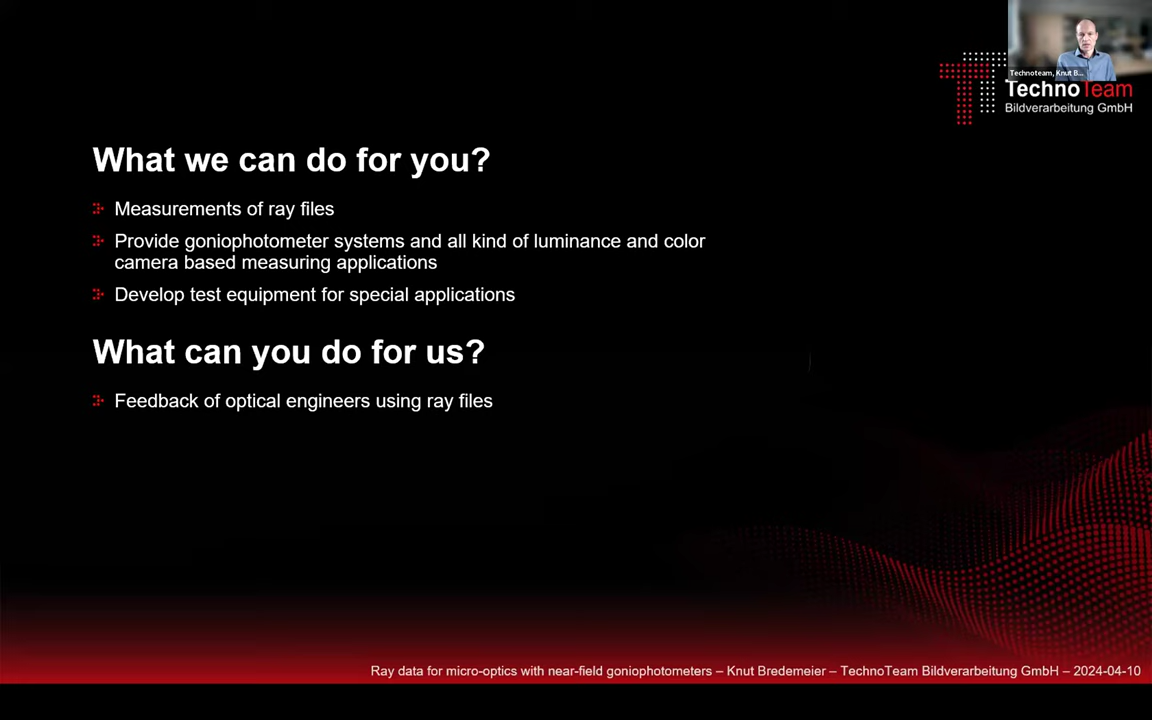 Technoteam, Knut B...
TechnoTeam
Bildverarbeitung GmbH
What we can do for you?
Measurements of ray files
Provide goniophotometer systems and all kind of luminance and color
camera based measuring applications
Develop test equipment for special applications
What can you do for us?
Feedback of optical engineers using ray files
Ray data for micro-optics with near-field goniophotometers – Knut Bredemeier – TechnoTeam Bildverarbeitung GmbH – 2024-04-10